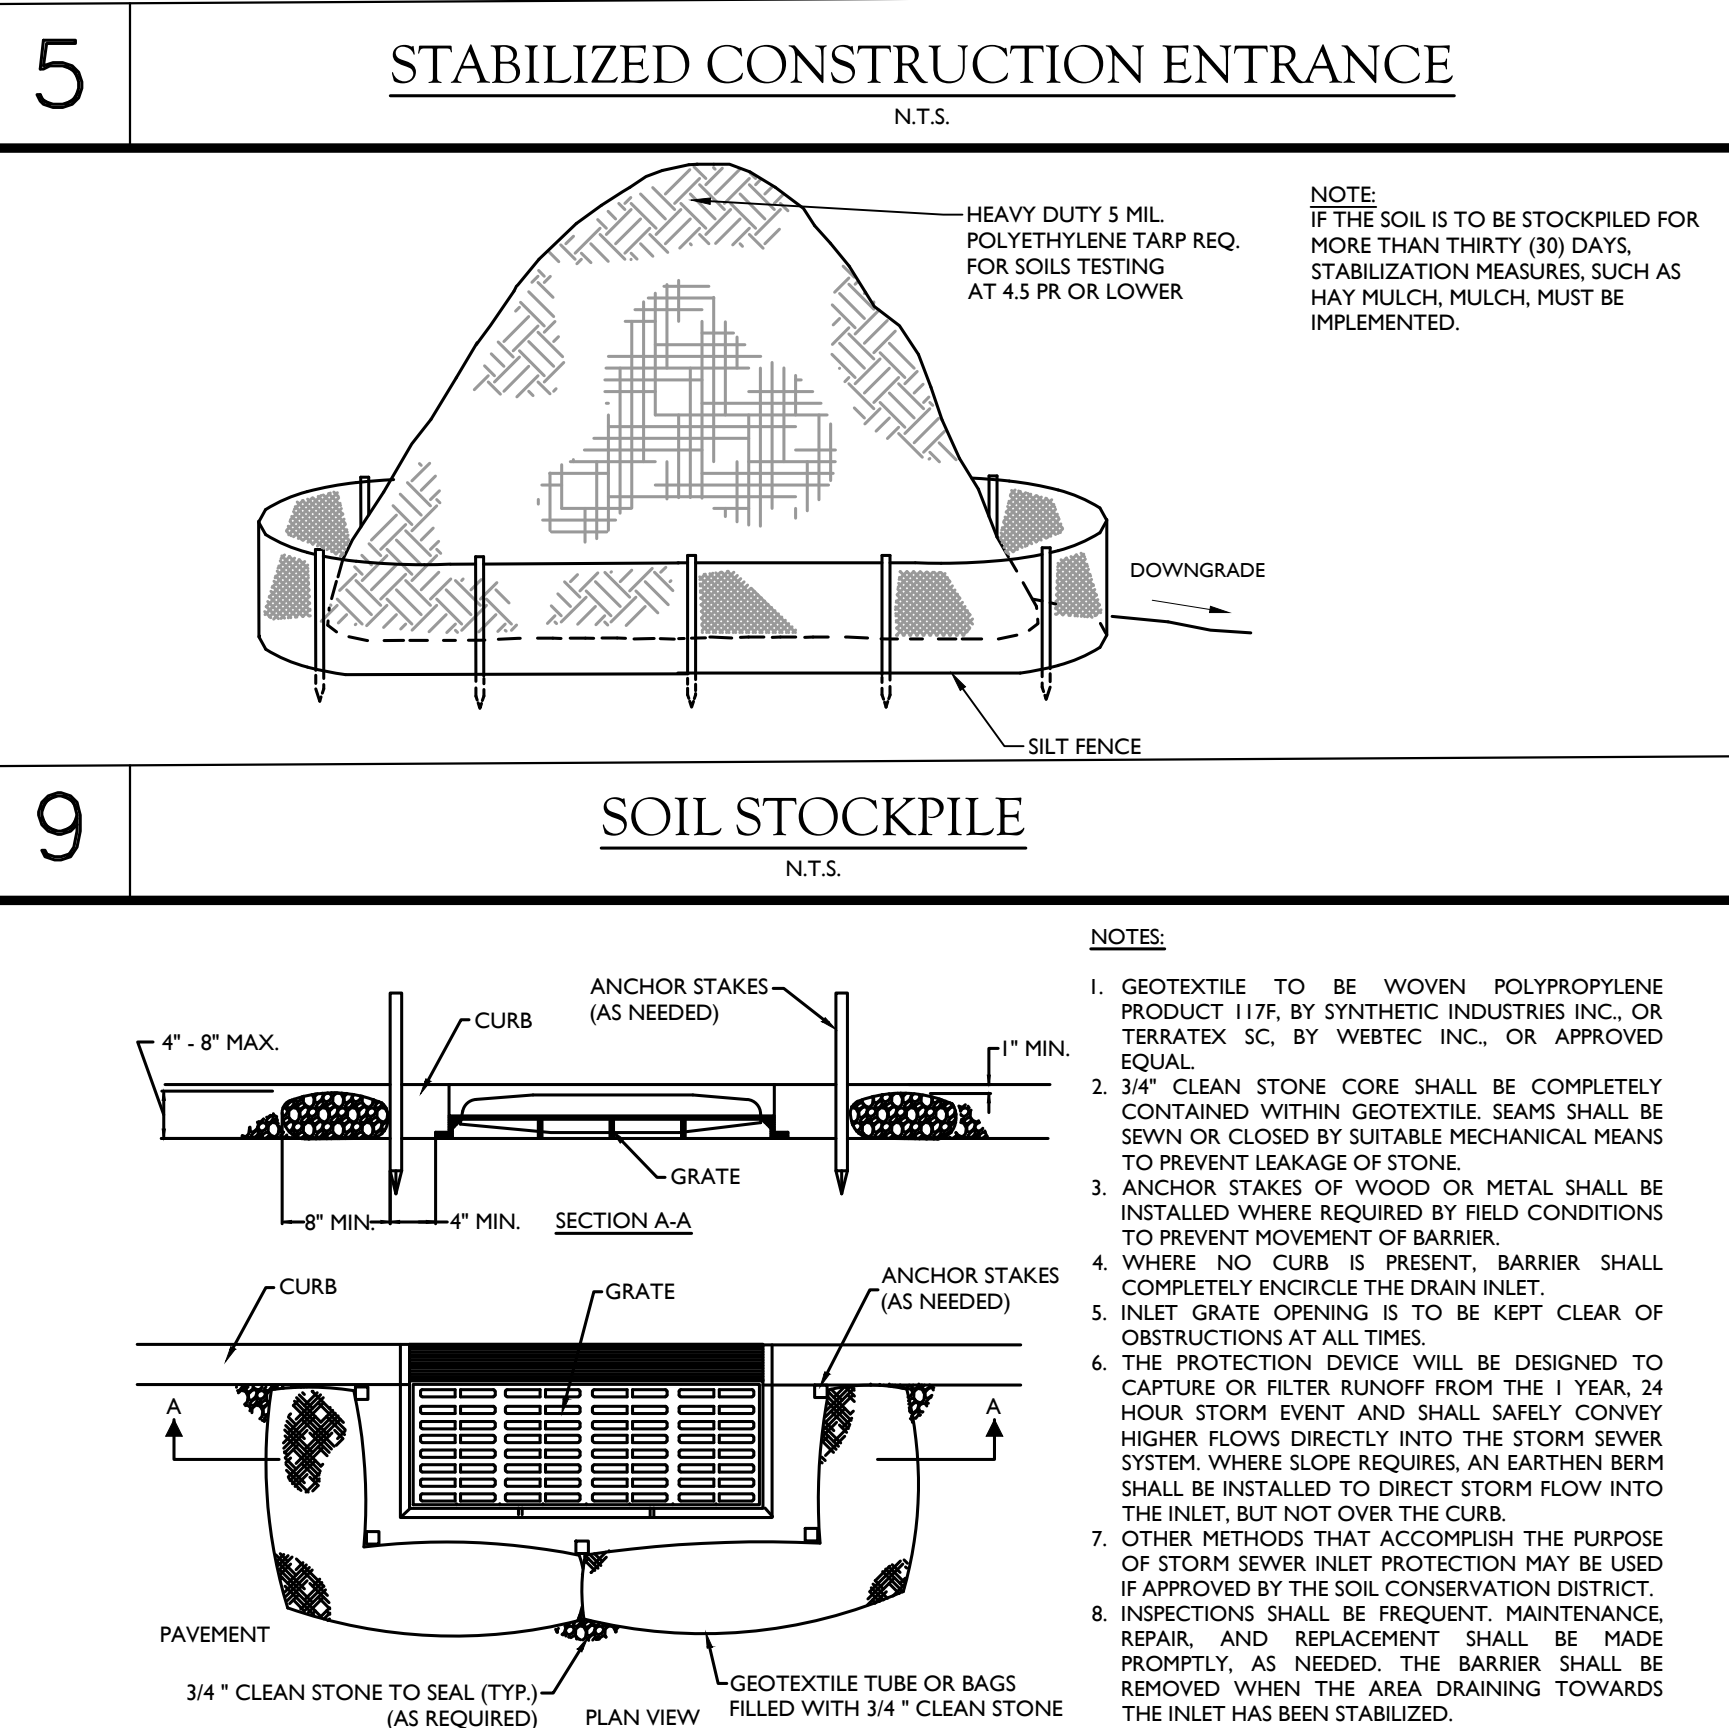 5
STABILIZED CONSTRUCTION ENTRANCE
N.T.S.
HEAVY DUTY 5 MIL.
POLYETHYLENE TARP REQ.
FOR SOILS TESTING
AT 4.5 PR OR LOWER
NOTE:
IF THE SOIL IS TO BE STOCKPILED FOR
MORE THAN THIRTY (30) DAYS,
STABILIZATION MEASURES, SUCH AS
HAY MULCH, MULCH, MUST BE
IMPLEMENTED.
DOWNGRADE
SILT FENCE
9
SOIL STOCKPILE
N.T.S.
ANCHOR STAKES
(AS NEEDED)
CURB
4" - 8" MAX.
1" MIN.
GRATE
8" MIN.
4" MIN.
SECTION A-A
CURB
GRATE
ANCHOR STAKES
(AS NEEDED)
A
A
PAVEMENT
3/4 " CLEAN STONE TO SEAL (TYP.)
(AS REQUIRED)
PLAN VIEW
GEOTEXTILE TUBE OR BAGS
FILLED WITH 3/4 " CLEAN STONE
NOTES:
1. GEOTEXTILE TO BE WOVEN POLYPROPYLENE
PRODUCT 117F, BY SYNTHETIC INDUSTRIES INC., OR
TERRATEX SC, BY WEBTEC INC., OR APPROVED
EQUAL.
2. 3/4" CLEAN STONE CORE SHALL BE COMPLETELY
CONTAINED WITHIN GEOTEXTILE. SEAMS SHALL BE
SEWN OR CLOSED BY SUITABLE MECHANICAL MEANS
TO PREVENT LEAKAGE OF STONE.
3. ANCHOR STAKES OF WOOD OR METAL SHALL BE
INSTALLED WHERE REQUIRED BY FIELD CONDITIONS
TO PREVENT MOVEMENT OF BARRIER.
4. WHERE NO CURB IS PRESENT, BARRIER SHALL
COMPLETELY ENCIRCLE THE DRAIN INLET.
5. INLET GRATE OPENING IS TO BE KEPT CLEAR OF
OBSTRUCTIONS AT ALL TIMES.
6. THE PROTECTION DEVICE WILL BE DESIGNED TO
CAPTURE OR FILTER RUNOFF FROM THE 1 YEAR, 24
HOUR STORM EVENT AND SHALL SAFELY CONVEY
HIGHER FLOWS DIRECTLY INTO THE STORM SEWER
SYSTEM. WHERE SLOPE REQUIRES, AN EARTHEN BERM
SHALL BE INSTALLED TO DIRECT STORM FLOW INTO
THE INLET, BUT NOT OVER THE CURB.
7. OTHER METHODS THAT ACCOMPLISH THE PURPOSE
OF STORM SEWER INLET PROTECTION MAY BE USED
IF APPROVED BY THE SOIL CONSERVATION DISTRICT.
8. INSPECTIONS SHALL BE FREQUENT. MAINTENANCE,
REPAIR, AND REPLACEMENT SHALL BE MADE
PROMPTLY, AS NEEDED. THE BARRIER SHALL BE
REMOVED WHEN THE AREA DRAINING TOWARDS
THE INLET HAS BEEN STABILIZED.